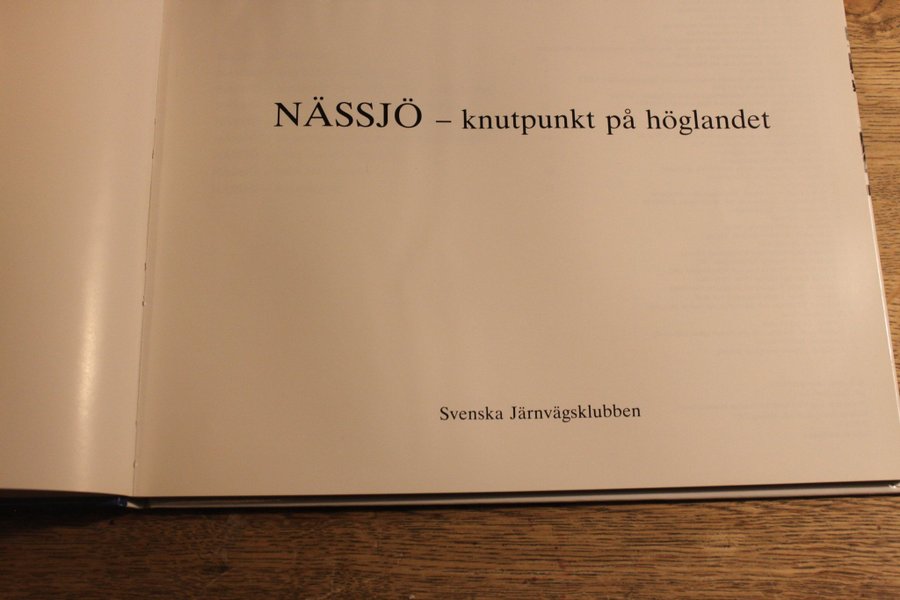 NÄSSJÖ – knutpunkt på höglandet
Svenska Järnvägsklubben